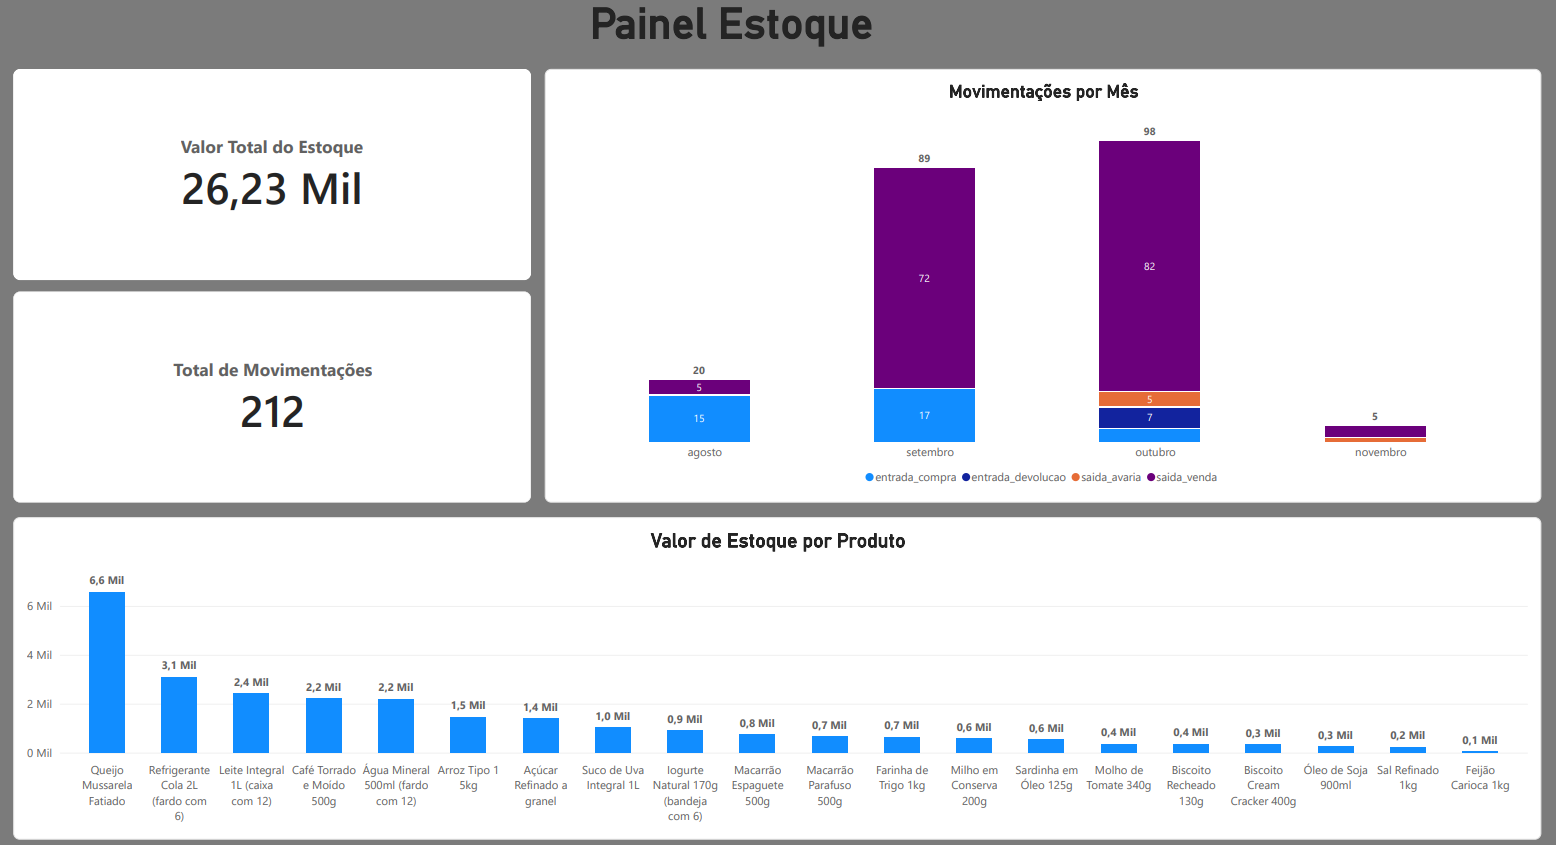 Painel Estoque
Valor Total do Estoque
26,23 Mil
Total de Movimentações
212
Movimentações por Mês
98
89
72
82
20
5
5
15
17
7
5
agosto
setembro
outubro
novembro
entrada_compra entrada_devolucao saida_avaria saida_venda
Valor de Estoque por Produto
6,6 Mil
3,1 Mil
2,4 Mil
2,2 Mil
2,2 Mil
1,5 Mil
1,4 Mil
1,0 Mil
0,9 Mil
0,8 Mil
0,7 Mil
0,7 Mil
0,6 Mil
0,6 Mil
0,4 Mil
0,4 Mil
0,3 Mil
0,3 Mil
0,2 Mil
0,1 Mil
6 Mil
4 Mil
2 Mil
0 Mil
Queijo
Mussarela
Fatiado
Refrigerante
Cola 2L
(fardo com
6)
Leite Integral
1L (caixa
com 12)
Café Torrado
e Moido
500g
Água Mineral
500ml (fardo
com 12)
Arroz Tipo 1
5kg
Açúcar
Refinado a
granel
Suco de Uva
Integral 1L
Iogurte
Natural 170g
(bandeja
com 6)
Macarrão
Espaguete
500g
Macarrão
Parafuso
500g
Farinha de
Trigo 1kg
Milho em
Conserva
200g
Sardinha em
Óleo 125g
Molho de
Tomate 340g
Biscoito
Recheado
130g
Biscoito
Cream
Cracker 400g
Óleo de Soja
900ml
Sal Refinado
1kg
Feijão
Carioca 1kg